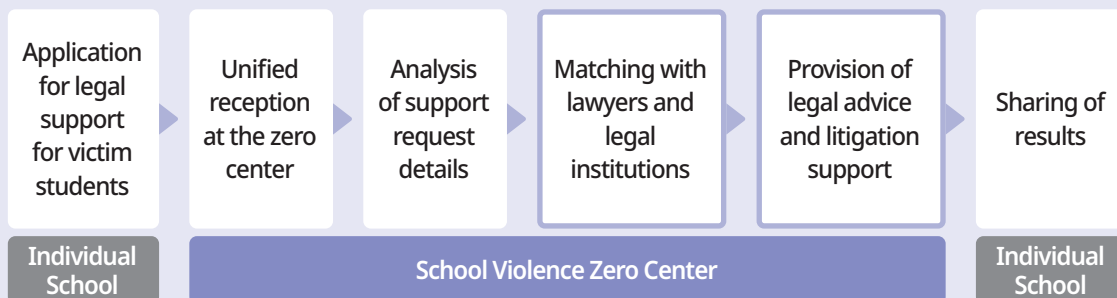 Application
for legal
support
for victim
students
Unified
reception
at the zero
center
Analysis
of support
request
details
Matching with
lawyers and
legal
institutions
Provision of
legal advice
and litigation
support
Sharing of
results
Individual
School
School Violence Zero Center
Individual
School